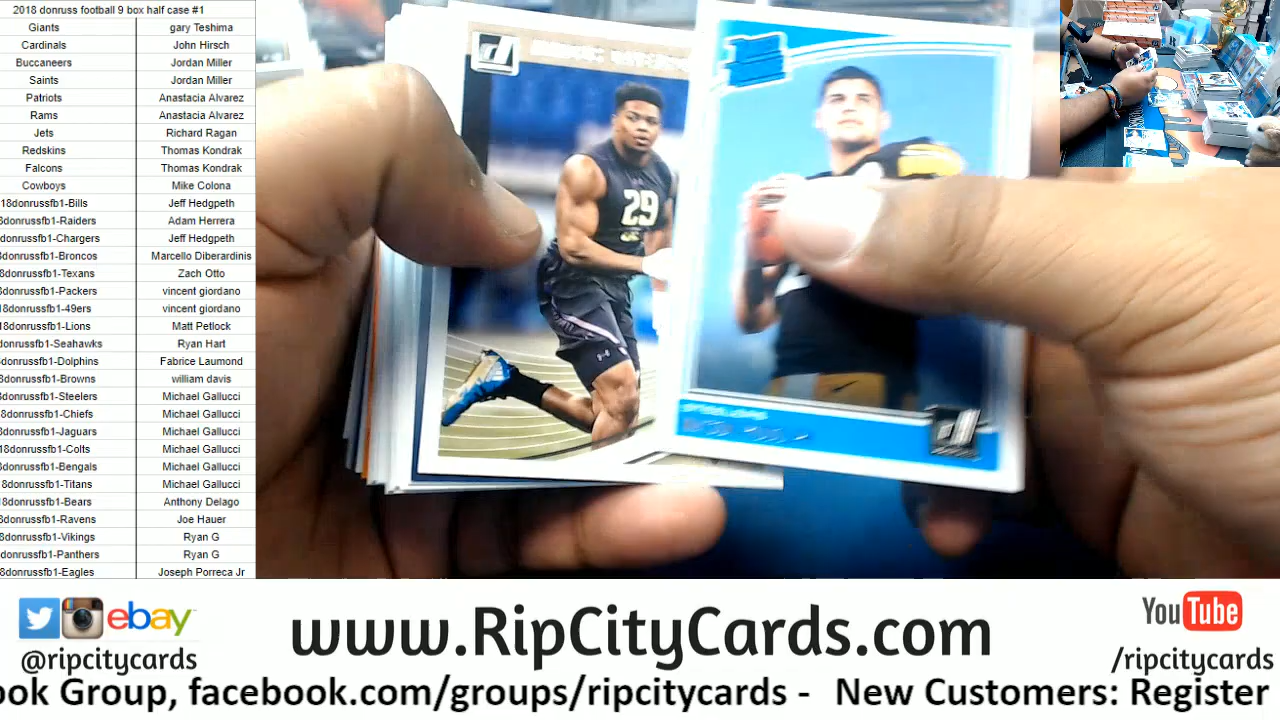 2018 donruss football 9 box half case #1
Giants gary Teshima
Cardinals John Hirsch
Buccaneers Jordan Miller
Saints Jordan Miller
Patriots Anastacia Alvarez
Rams Anastacia Alvarez
Jets Richard Ragan
Redskins Thomas Kondrak
Falcons Thomas Kondrak
Cowboys Mike Colona
18donrussfb1-Bills Jeff Hedgpeth
8donrussfb1-Raiders Adam Herrera
donrussfb1-Chargers Jeff Hedgpeth
8donrussfb1-Broncos Marcello Diberardinis
8donrussfb1-Texans Zach Otto
8donrussfb1-Packers vincent giordano
18donrussfb1-49ers vincent giordano
18donrussfb1-Lions Matt Petlock
donrussfb1-Seahawks Ryan Hart
donrussfb1-Dolphins Fabrice Laumond
8donrussfb1-Browns william davis
8donrussfb1-Steelers Michael Gallucci
8donrussfb1-Chiefs Michael Gallucci
8donrussfb1-Jaguars Michael Gallucci
18donrussfb1-Colts Michael Gallucci
8donrussfb1-Bengals Michael Gallucci
8donrussfb1-Titans Michael Gallucci
18donrussfb1-Bears Anthony Delago
8donrussfb1-Ravens Joe Hauer
8donrussfb1-Vikings Ryan G
donrussfb1-Panthers Ryan G
8donrussfb1-Eagles Joseph Porreca Jr
29
ebay
@ripcitycards
www.RipCityCards.com
YouTube
/ripcitycards
ook Group, facebook.com/groups/ripcitycards - New Customers: Register